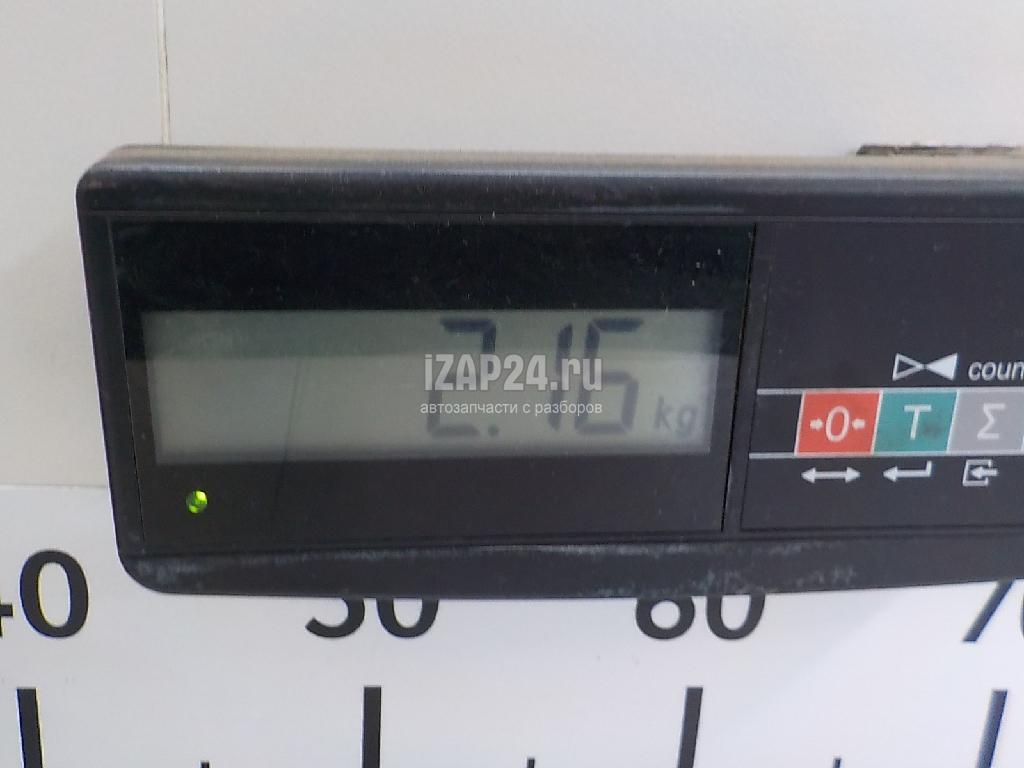 2.16 kg
iZAP24.ru
автозапчасти с разборов
coun
→0← T Σ
40 50 60 70